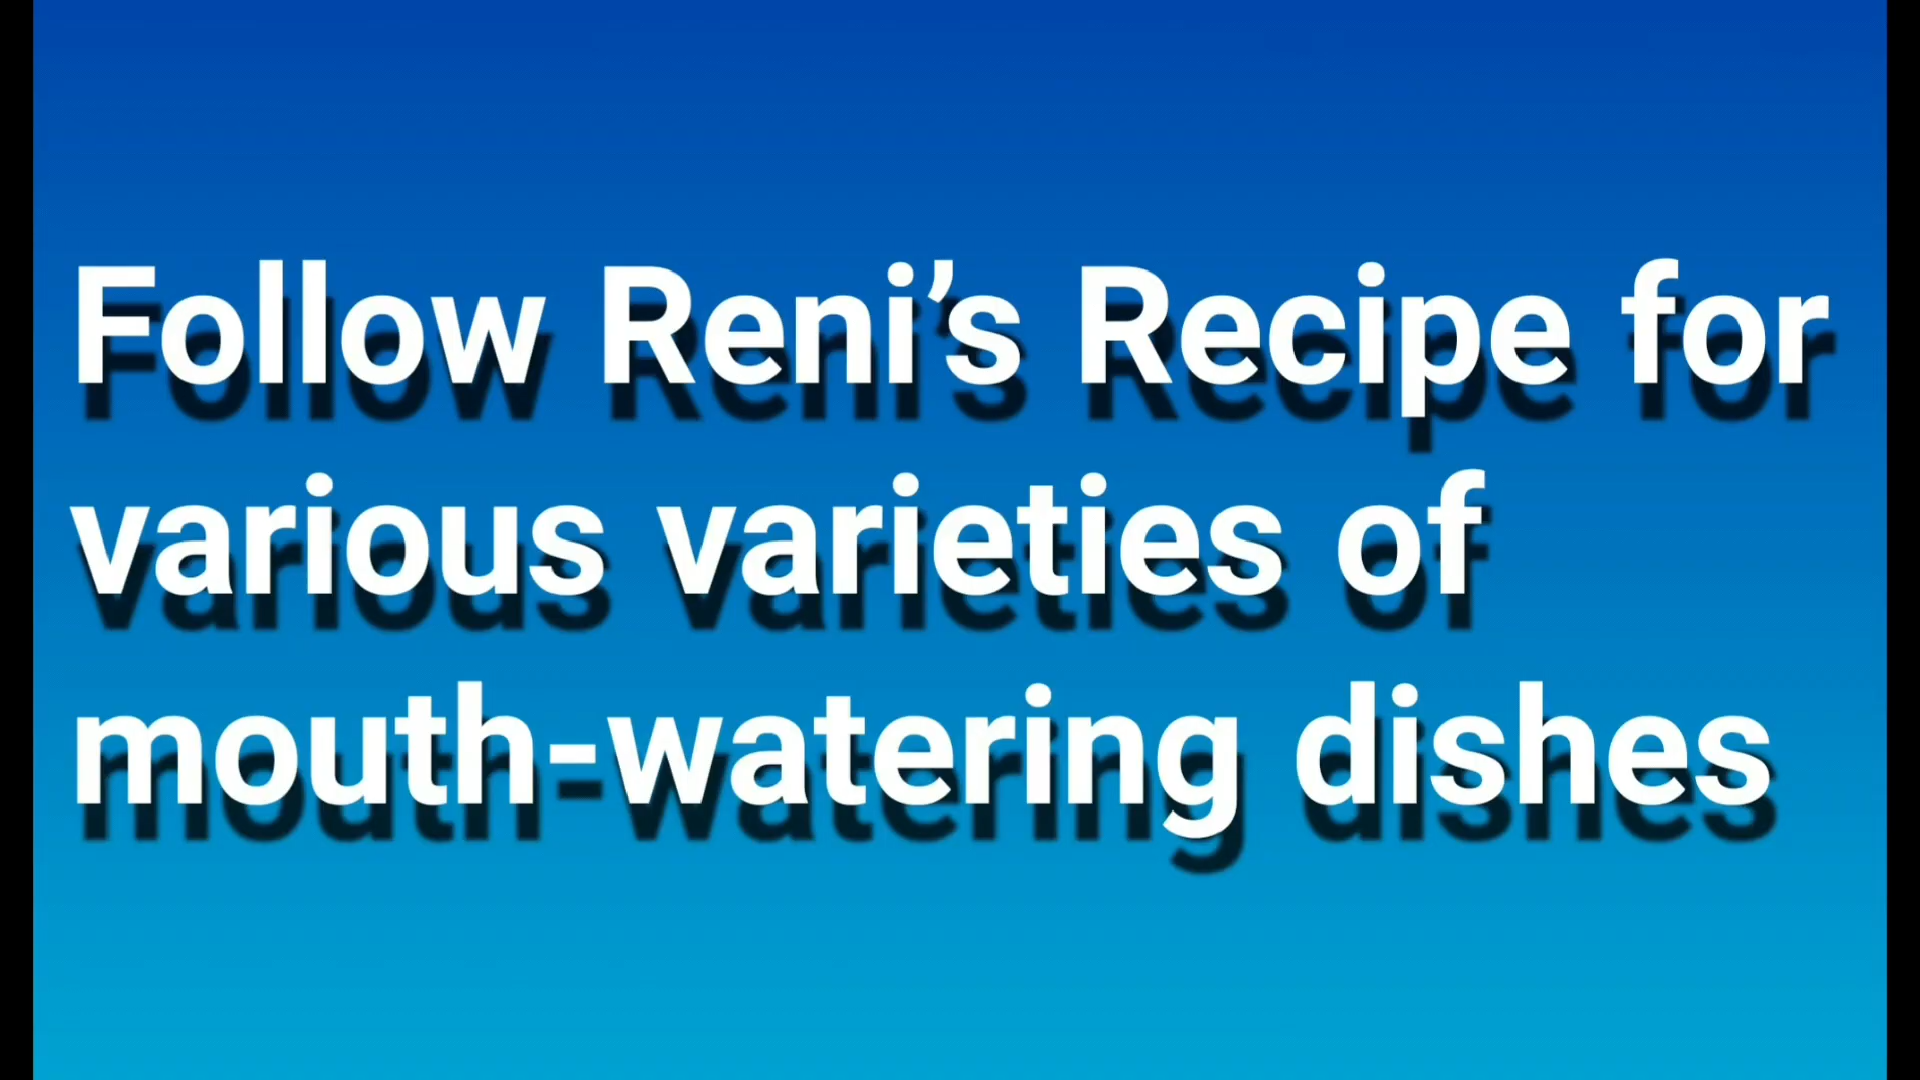 Follow Reni’s Recipe for
various varieties of
mouth-watering dishes